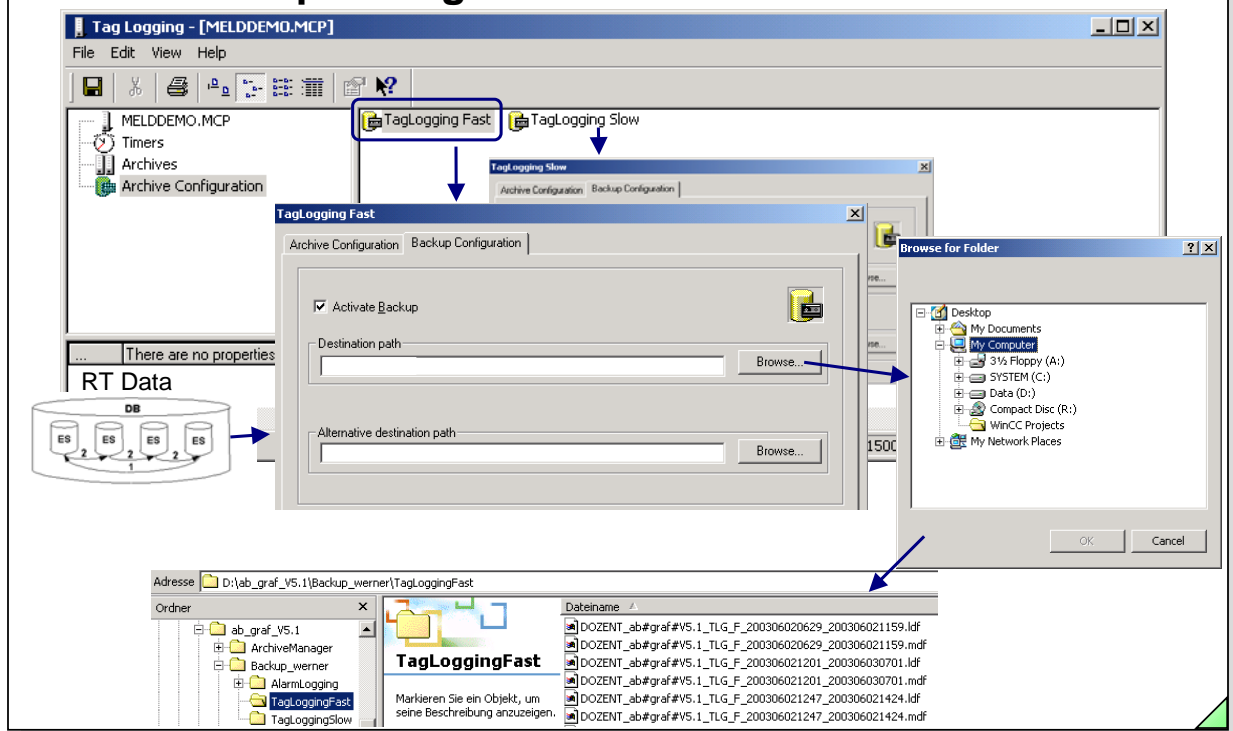 Tag Logging - [MELDDEMO.MCP]
File Edit View Help
MELDDEMO.MCP
Timers
Archives
Archive Configuration
TagLogging Fast
TagLogging Slow
TagLogging Slow
Archive Configuration
Backup Configuration
TagLogging Fast
Archive Configuration
Backup Configuration
Activate Backup
Destination path
Browse...
Alternative destination path
Browse...
... There are no properties
RT Data
DB
ES ES ES ES
2 2 2
1
1500
Browse for Folder
Desktop
My Documents
My Computer
3½ Floppy (A:)
SYSTEM (C:)
Data (D:)
Compact Disc (R:)
WinCC Projects
My Network Places
OK Cancel
Adresse D:\ab_graf_V5.1\Backup_werner\TagLoggingFast
Ordner
ab_graf_V5.1
ArchiveManager
Backup_werner
AlarmLogging
TagLoggingFast
TagLoggingSlow
TagLoggingFast
Markieren Sie ein Objekt, um
seine Beschreibung anzuzeigen.
Dateiname
DOZENT_ab#graf#V5.1_TLG_F_200306020629_200306021159.ldf
DOZENT_ab#graf#V5.1_TLG_F_200306020629_200306021159.mdf
DOZENT_ab#graf#V5.1_TLG_F_200306021201_200306030701.ldf
DOZENT_ab#graf#V5.1_TLG_F_200306021201_200306030701.mdf
DOZENT_ab#graf#V5.1_TLG_F_200306021247_200306021424.ldf
DOZENT_ab#graf#V5.1_TLG_F_200306021247_200306021424.mdf